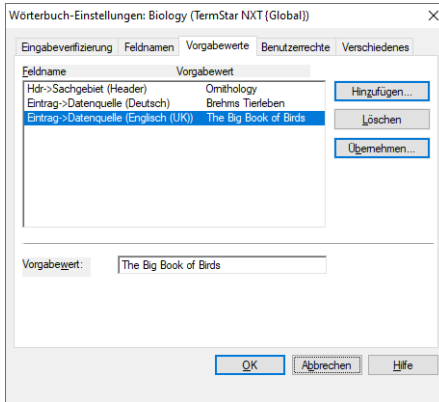 Wörterbuch-Einstellungen: Biology (TermStar NXT {Global})
Eingabeverifizierung Feldnamen Vorgabewerte Benutzerrechte Verschiedenes
Feldname Vorgabewert
Hdr->Sachgebiet (Header) Ornithology
Eintrag->Datenquelle (Deutsch) Brehms Tierleben
Eintrag->Datenquelle (Englisch (UK)) The Big Book of Birds
Hinzufügen...
Löschen
Übernehmen...
Vorgabewert: The Big Book of Birds
OK Abbrechen Hilfe